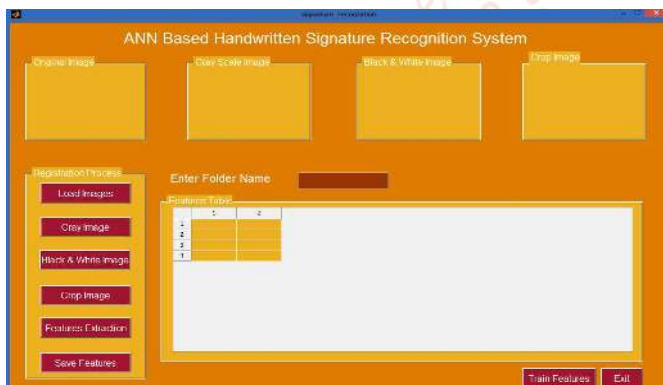 ANN Based Handwritten Signature Recognition System
Original Image
Gray Scale Image
Black & White Image
Crop Image
Registration Process
Load Images
Gray Image
Black & White Image
Crop Image
Features Extraction
Save Features
Enter Folder Name
Features Table
1 2
1
2
3
4
Train Features
Exit